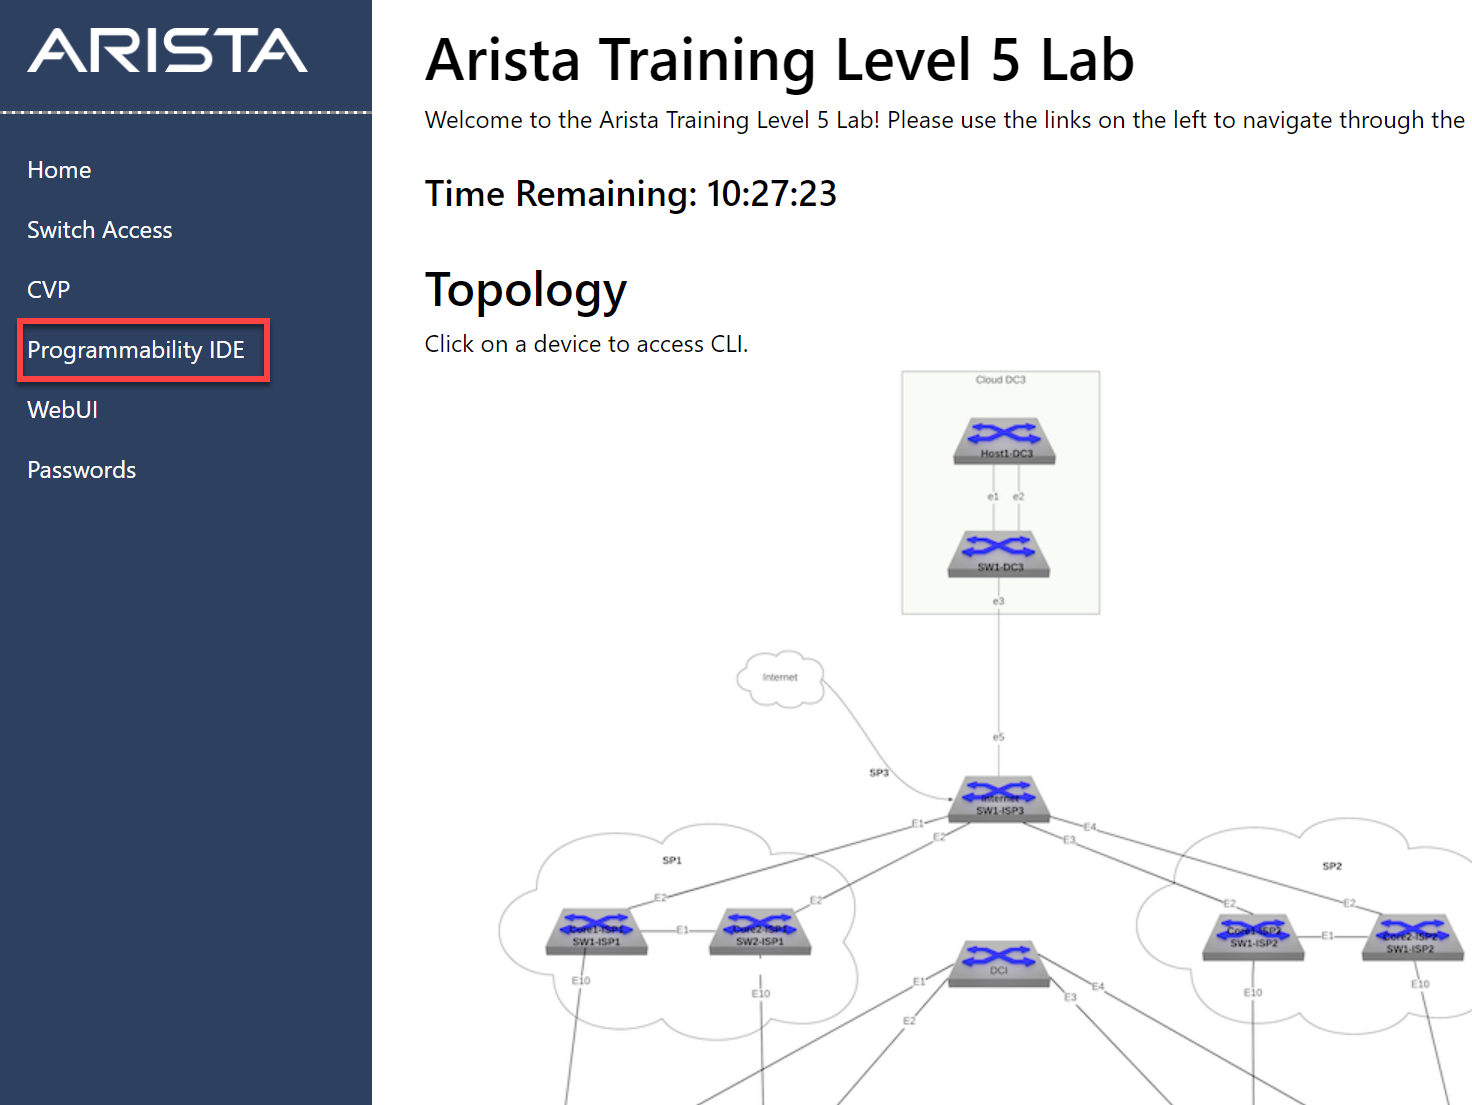 ARISTA
Home
Switch Access
CVP
Programmability IDE
WebUI
Passwords
Arista Training Level 5 Lab
Welcome to the Arista Training Level 5 Lab! Please use the links on the left to navigate through the
Time Remaining: 10:27:23
Topology
Click on a device to access CLI.
Cloud DC3
Host1-DC3
e1 e2
SW1-DC3
e3
Internet
e5
SP3
Internet
SW1-ISP3
E1
E2
E4
E3
SP1
SP2
E2
E2
E2
E2
Core1-ISP1
SW1-ISP1
E1
Core2-ISP1
SW2-ISP1
Core1-ISP2
SW1-ISP2
E1
Core2-ISP2
SW1-ISP2
DCI
E10
E10
E1
E2
E4
E3
E10
E10